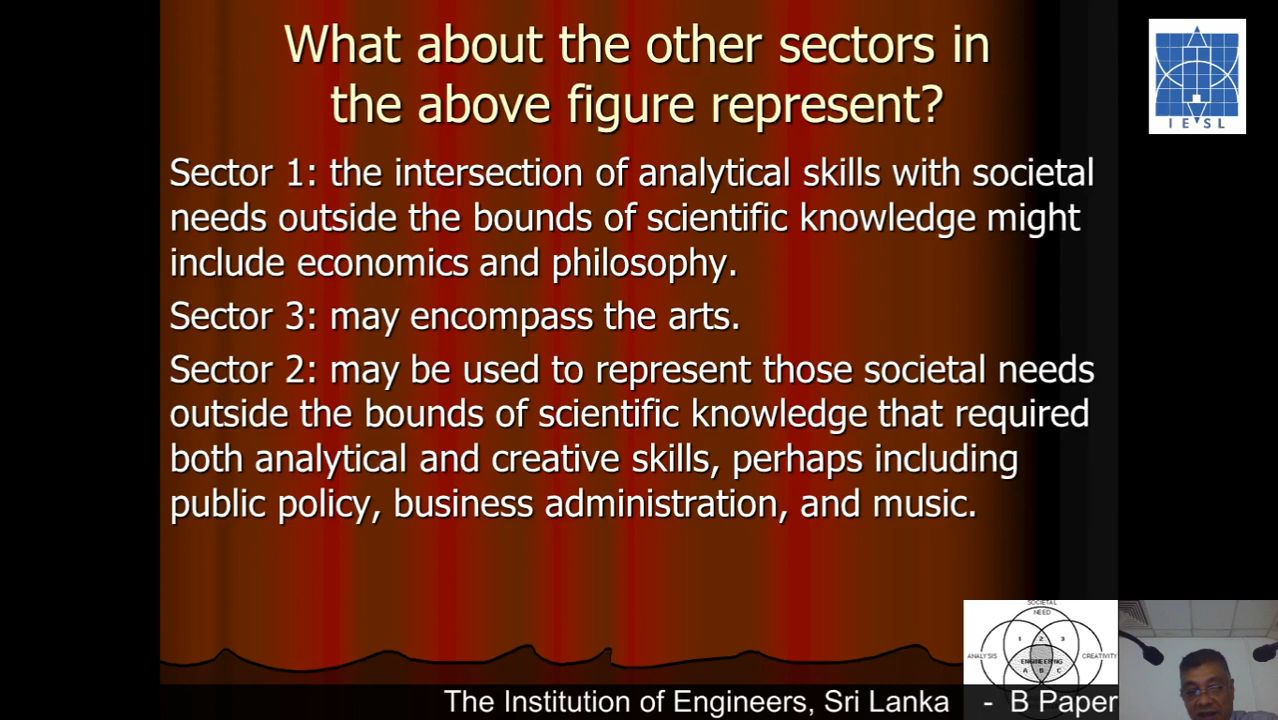 What about the other sectors in
the above figure represent?
I E S L
Sector 1: the intersection of analytical skills with societal
needs outside the bounds of scientific knowledge might
include economics and philosophy.
Sector 3: may encompass the arts.
Sector 2: may be used to represent those societal needs
outside the bounds of scientific knowledge that required
both analytical and creative skills, perhaps including
public policy, business administration, and music.
SOCIETAL
NEED
1 2 3
ANALYSIS
CREATIVITY
ENGINEERING
A B C
The Institution of Engineers, Sri Lanka - B Paper